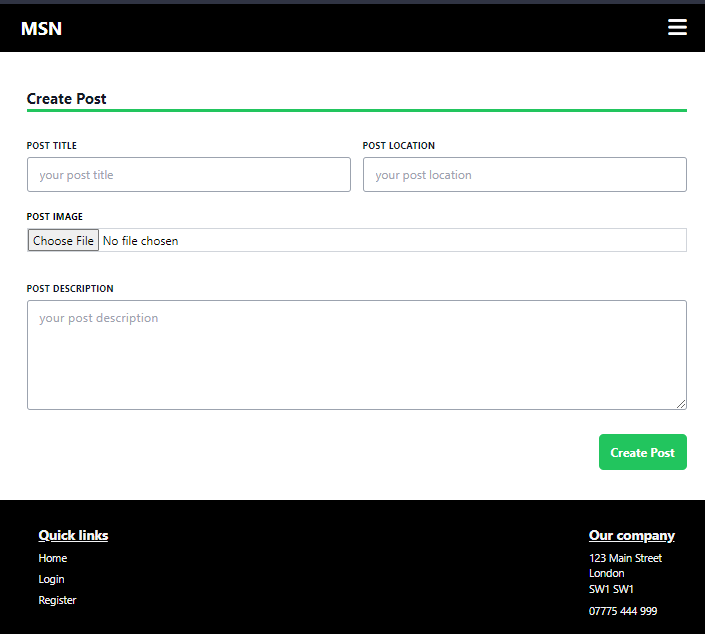 MSN
Create Post
POST TITLE
POST LOCATION
your post title
your post location
POST IMAGE
Choose File No file chosen
POST DESCRIPTION
your post description
Create Post
Quick links
Home
Login
Register
Our company
123 Main Street
London
SW1 SW1
07775 444 999